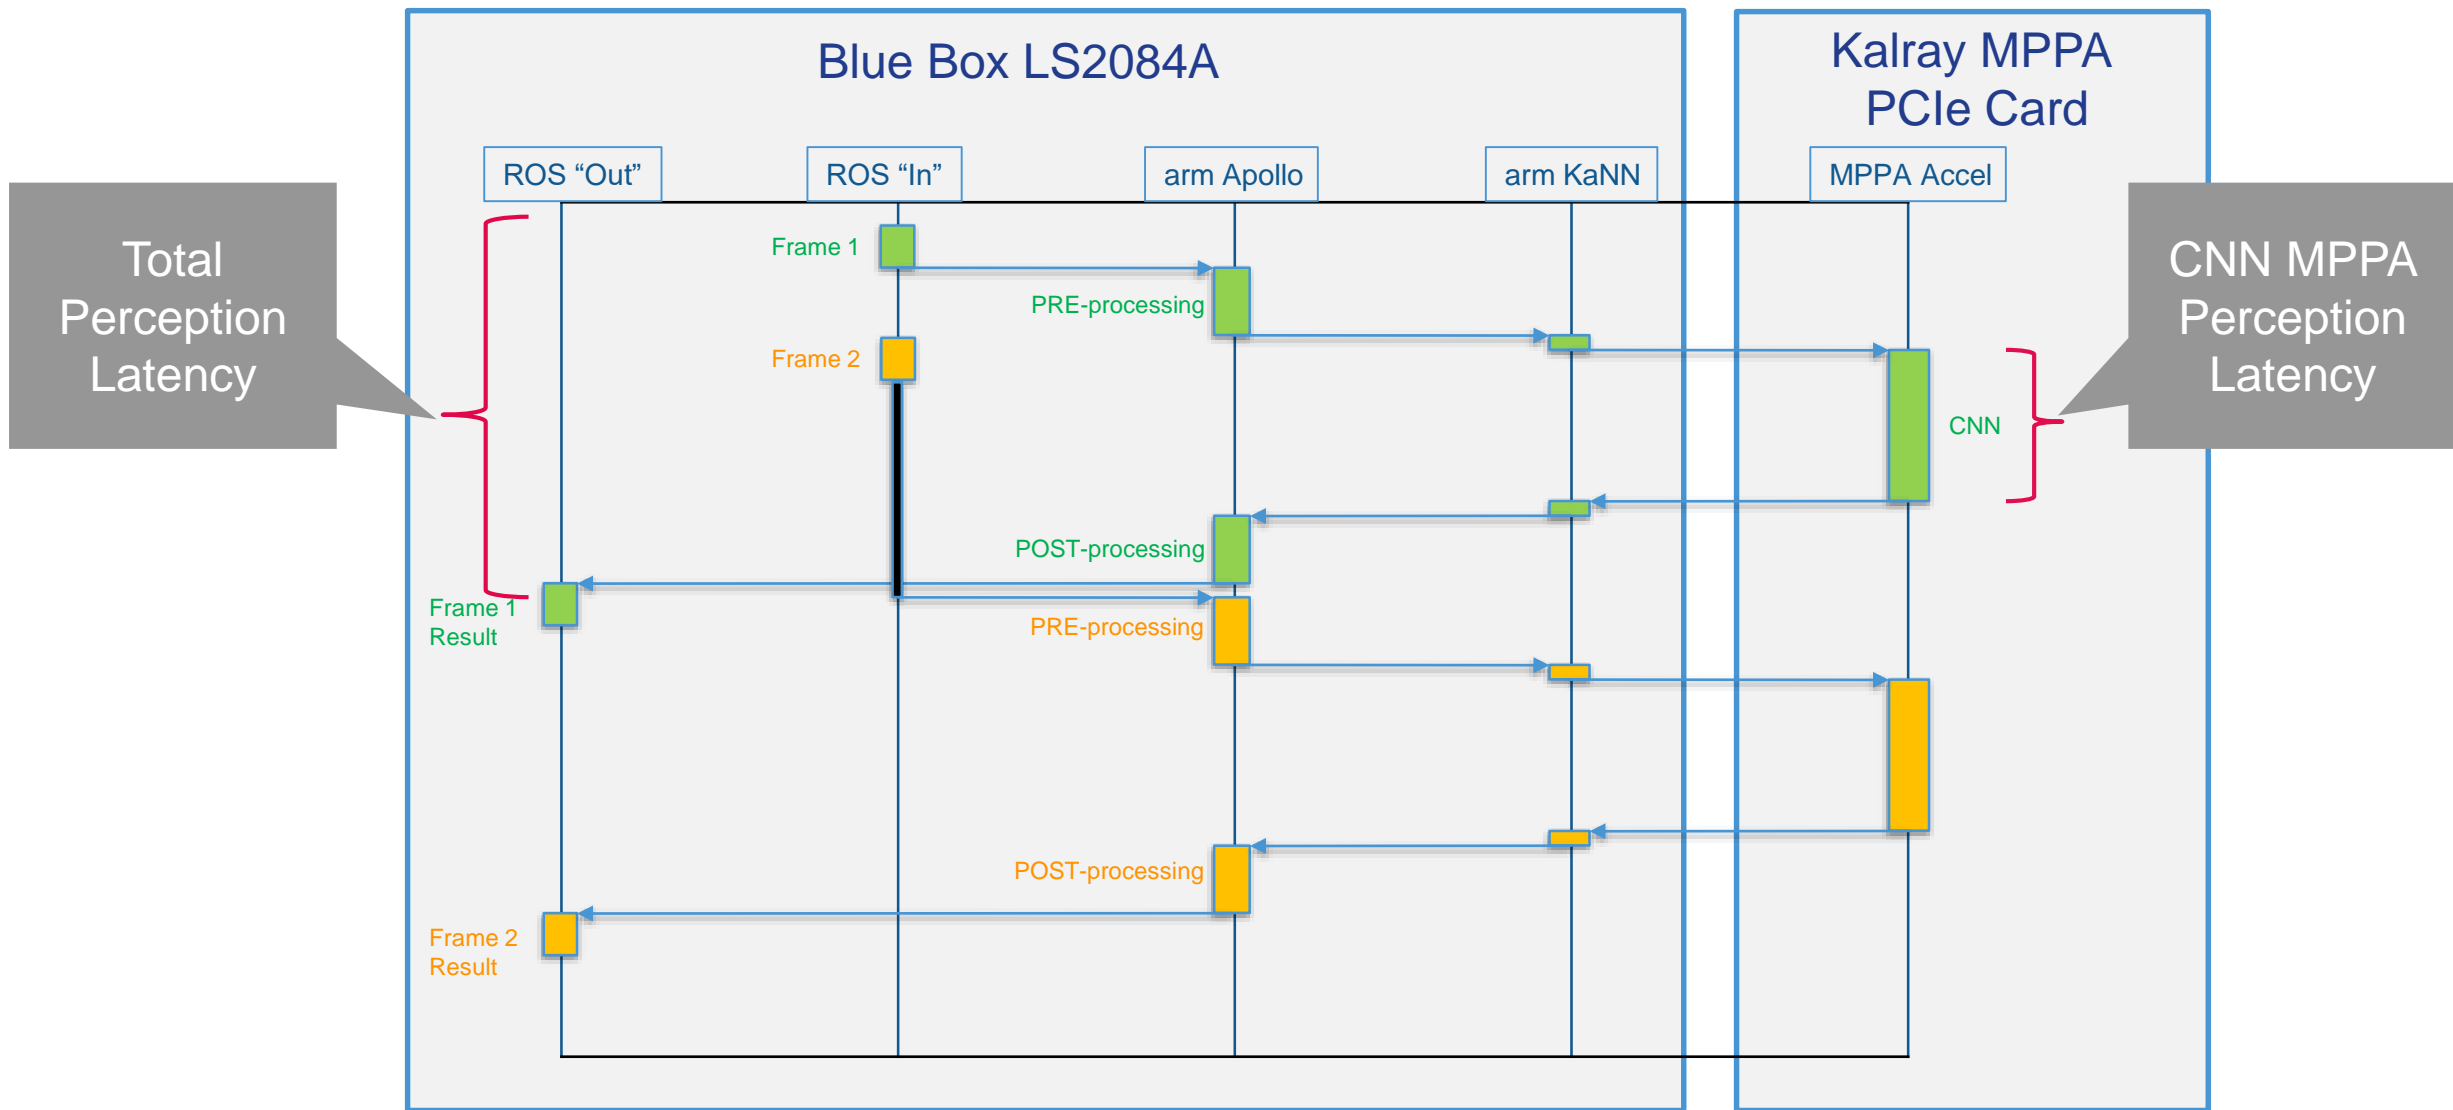 Blue Box LS2084A
Kalray MPPA
PCIe Card
ROS “Out”
ROS “In”
arm Apollo
arm KaNN
MPPA Accel
Total
Perception
Latency
CNN MPPA
Perception
Latency
Frame 1
PRE-processing
Frame 2
CNN
POST-processing
Frame 1
Result
PRE-processing
POST-processing
Frame 2
Result